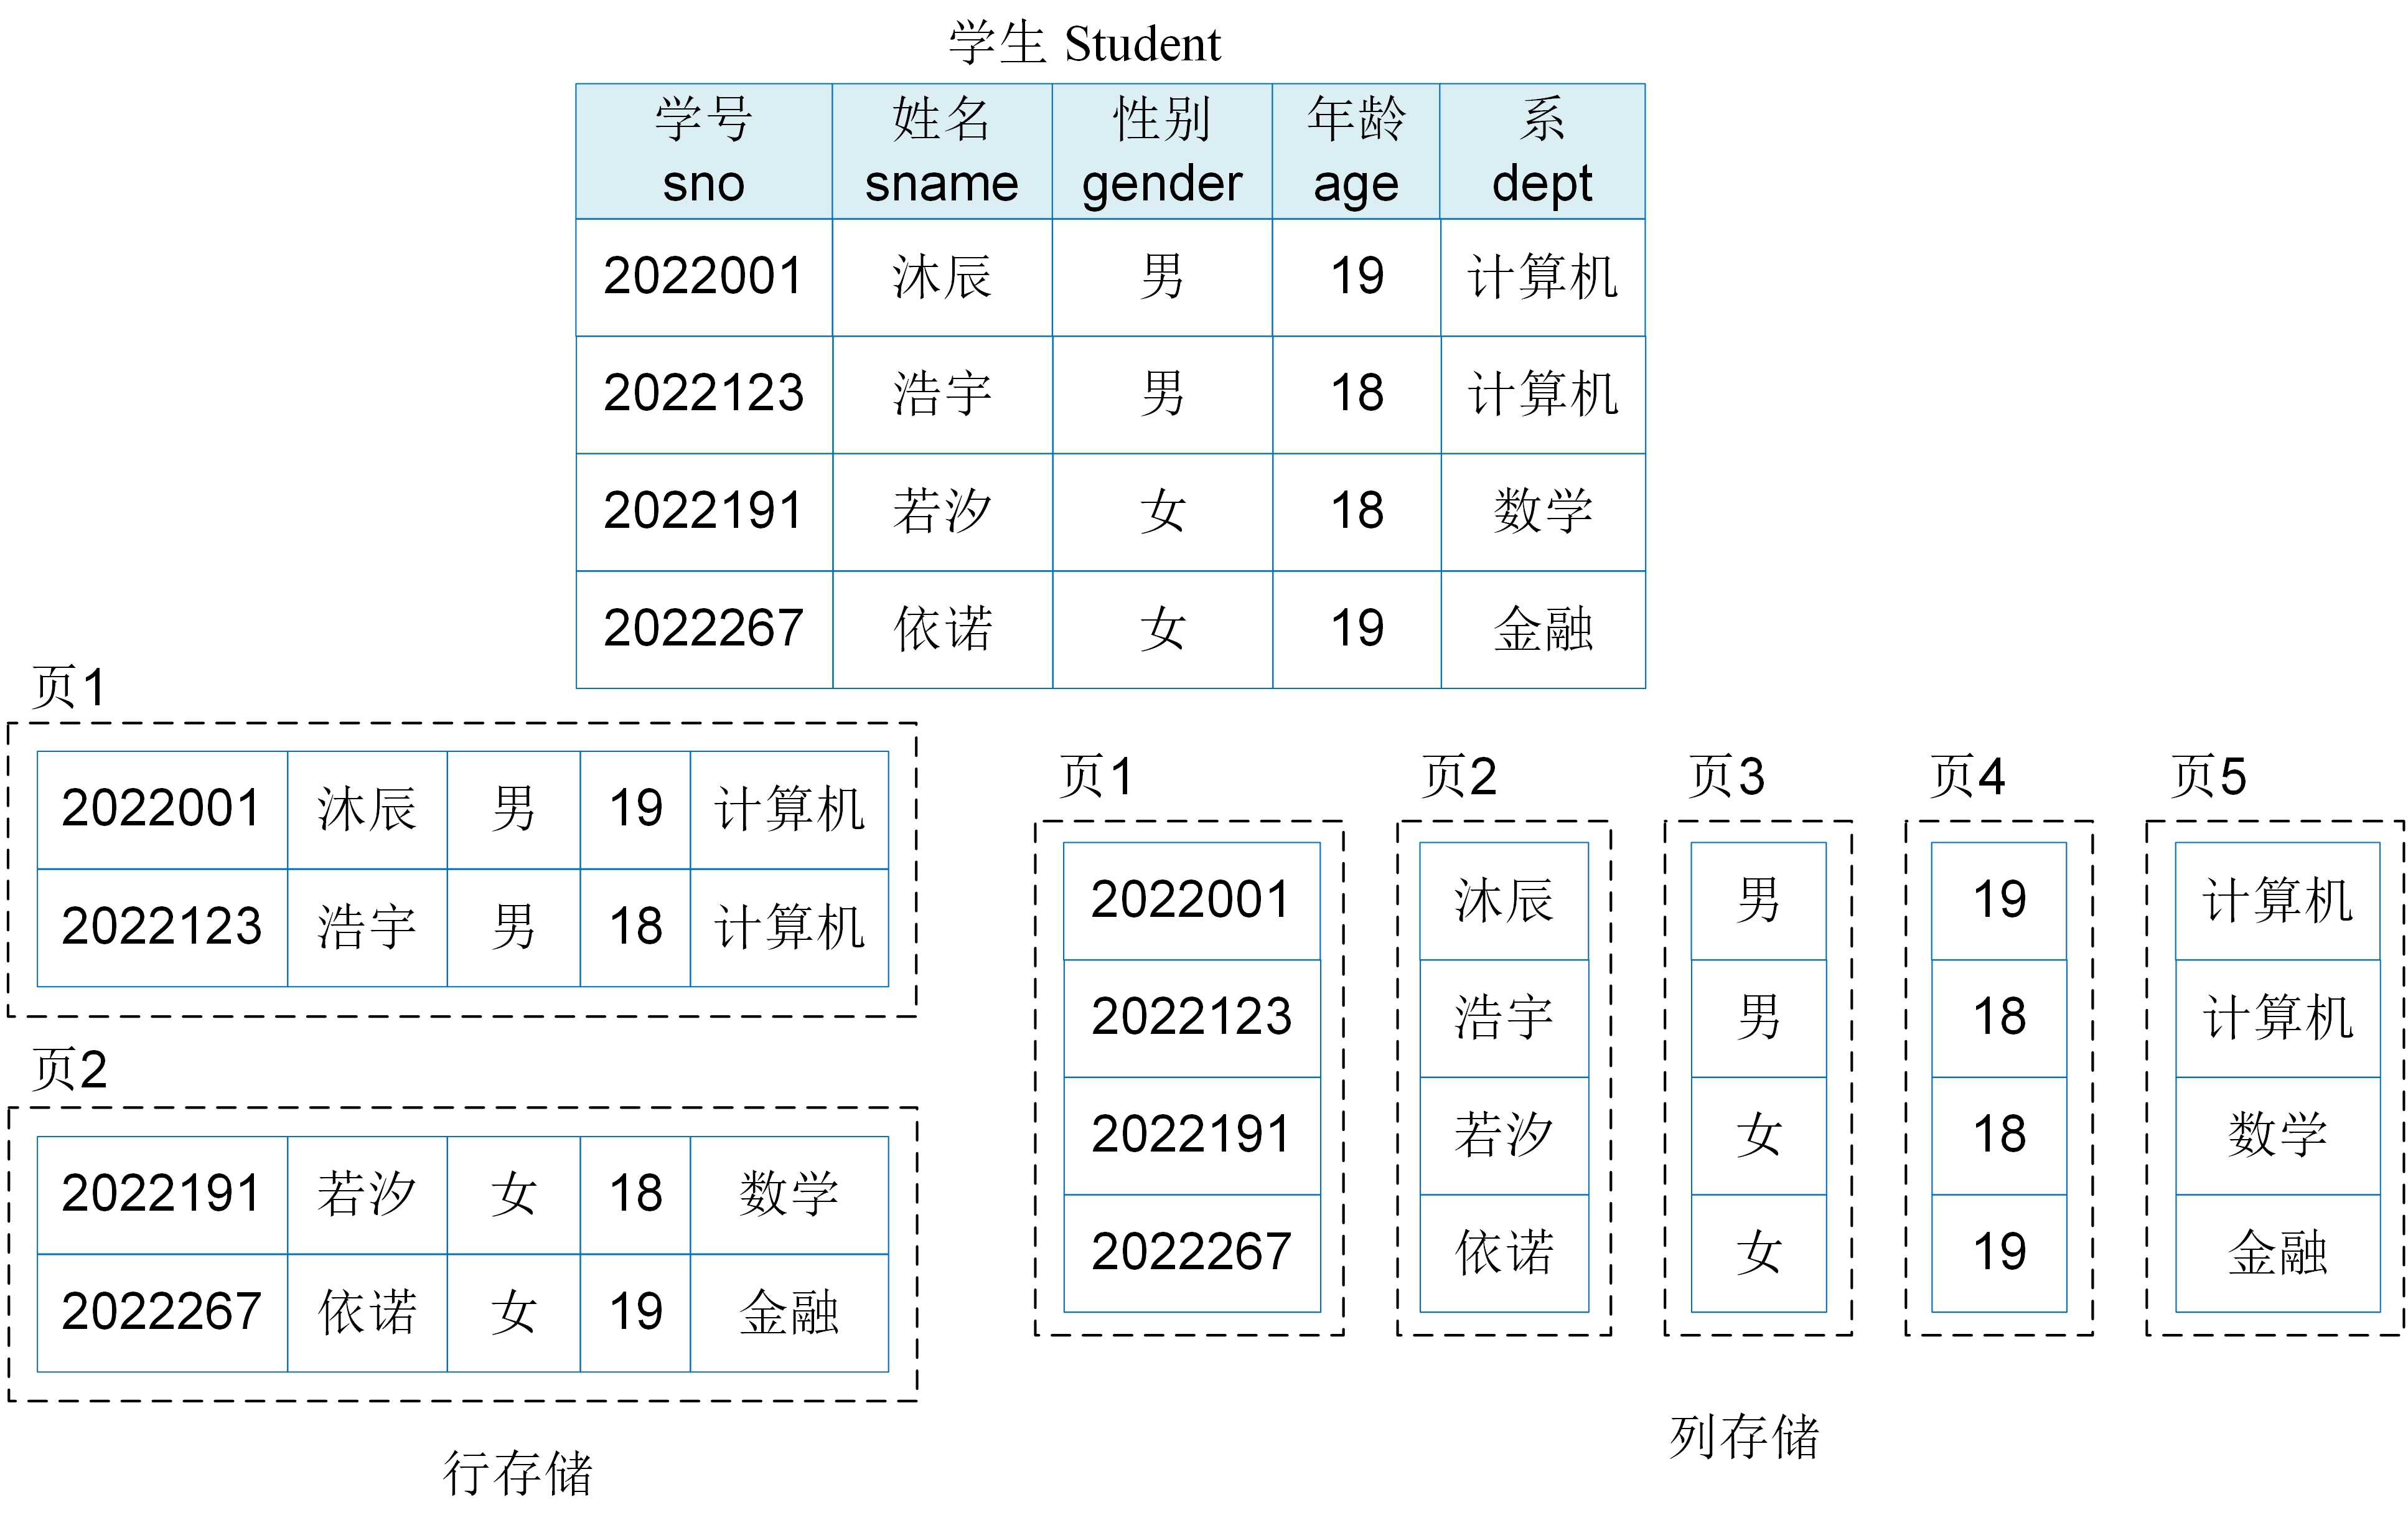 学生 Student
学号 姓名 性别 年龄 系
sno sname gender age dept
2022001 沐辰 男 19 计算机
2022123 浩宇 男 18 计算机
2022191 若汐 女 18 数学
2022267 依诺 女 19 金融
页1
2022001 沐辰 男 19 计算机
2022123 浩宇 男 18 计算机
页2
2022191 若汐 女 18 数学
2022267 依诺 女 19 金融
行存储
页1 页2 页3 页4 页5
2022001 沐辰 男 19 计算机
2022123 浩宇 男 18 计算机
2022191 若汐 女 18 数学
2022267 依诺 女 19 金融
列存储